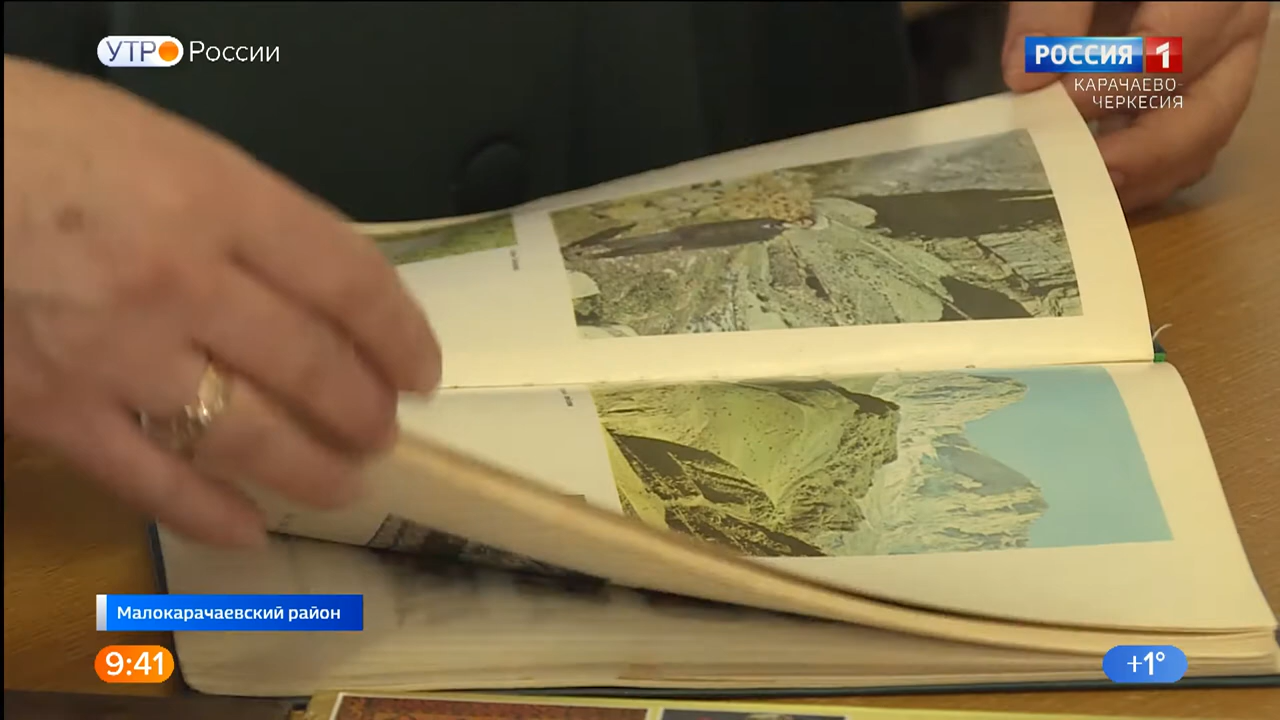 УТРО России
РОССИЯ 1
КАРАЧАЕВО-
ЧЕРКЕСИЯ
Малокарачаевский район
9:41
+1°